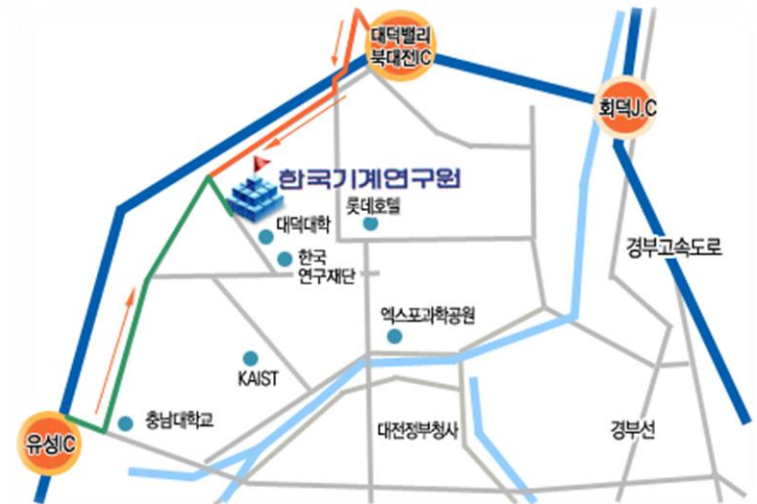 대덕밸리
북대전IC
회덕J.C
한국기계연구원
롯데호텔
대덕대학
한국
연구재단
경부고속도로
엑스포과학공원
KAIST
충남대학교
유성IC
대전정부청사
경부선